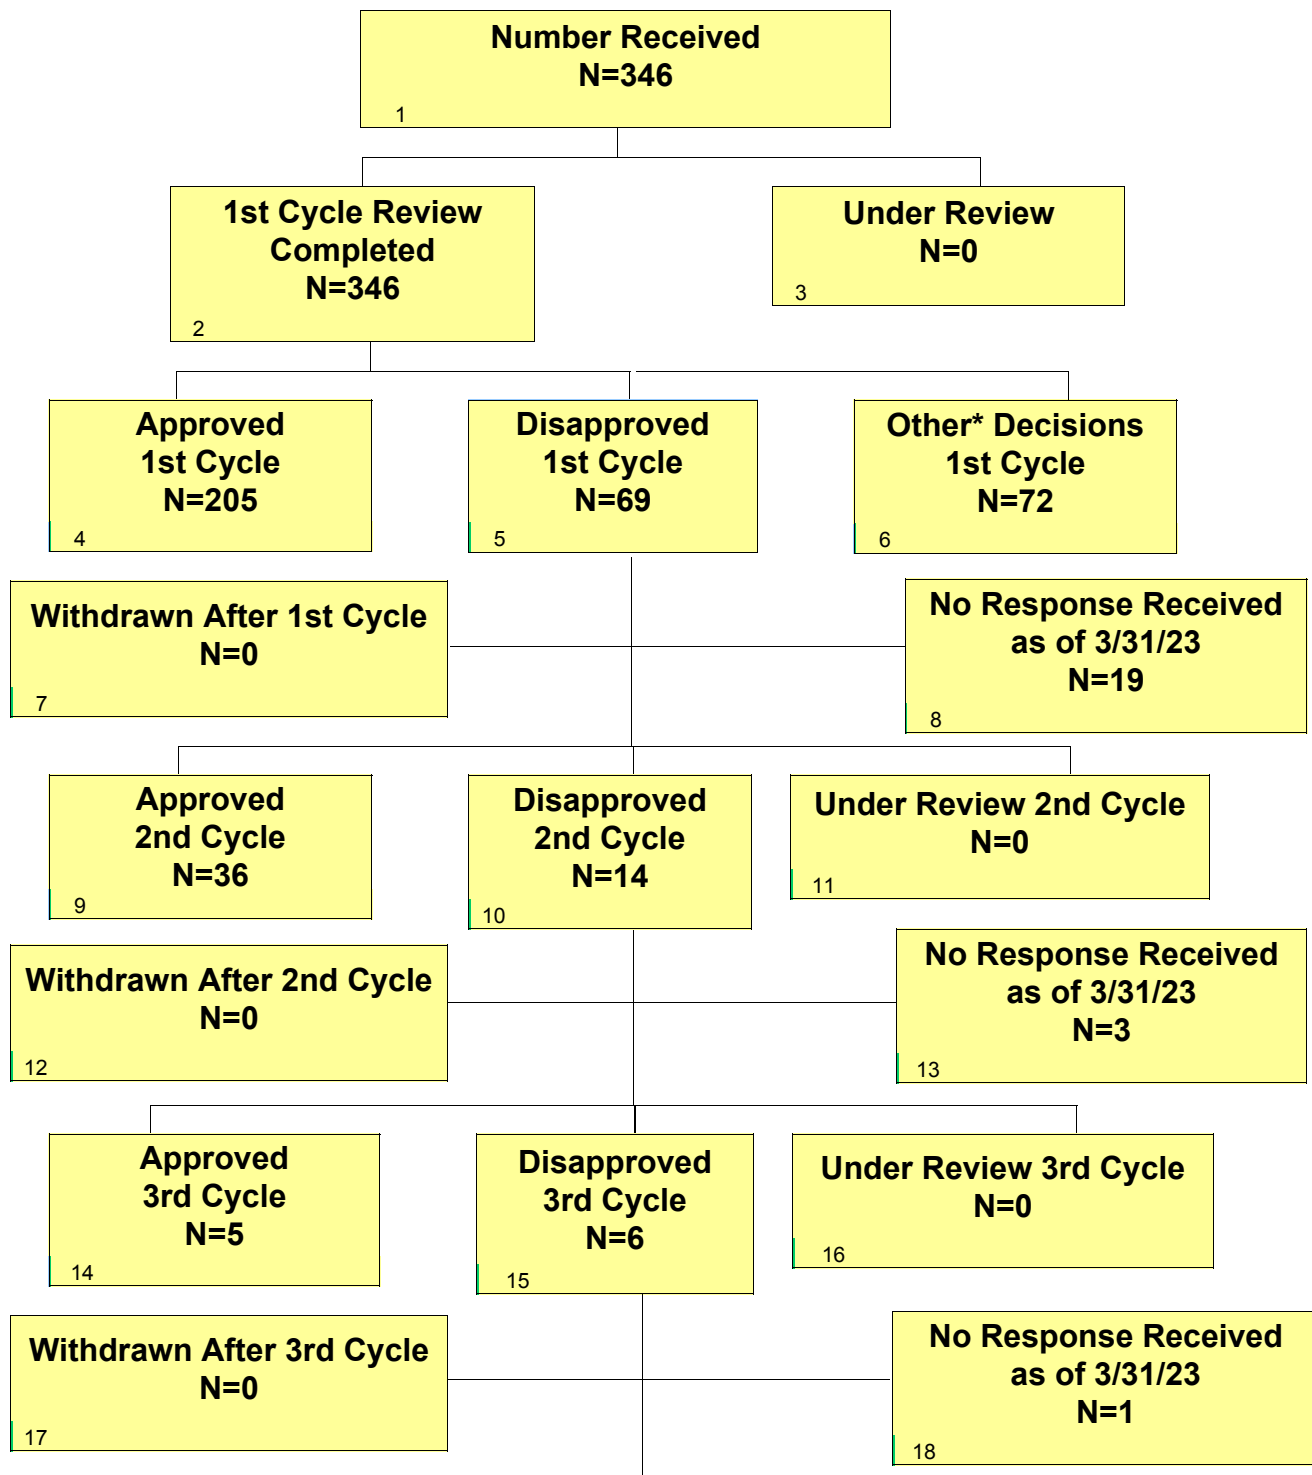 Number Received
N=346
1
1st Cycle Review
Completed
N=346
2
Under Review
N=0
3
Approved
1st Cycle
N=205
4
Disapproved
1st Cycle
N=69
5
Other* Decisions
1st Cycle
N=72
6
Withdrawn After 1st Cycle
N=0
7
No Response Received
as of 3/31/23
N=19
8
Approved
2nd Cycle
N=36
9
Disapproved
2nd Cycle
N=14
10
Under Review 2nd Cycle
N=0
11
Withdrawn After 2nd Cycle
N=0
12
No Response Received
as of 3/31/23
N=3
13
Approved
3rd Cycle
N=5
14
Disapproved
3rd Cycle
N=6
15
Under Review 3rd Cycle
N=0
16
Withdrawn After 3rd Cycle
N=0
17
No Response Received
as of 3/31/23
N=1
18